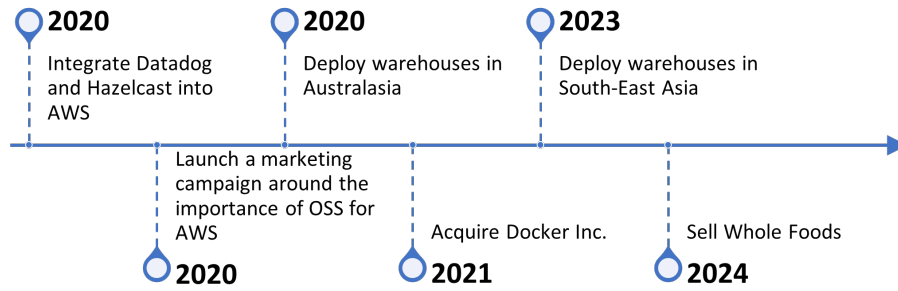 2020
Integrate Datadog
and Hazelcast into
AWS
Launch a marketing
campaign around the
importance of OSS for
AWS
2020
2020
Deploy warehouses in
Australasia
Acquire Docker Inc.
2021
2023
Deploy warehouses in
South-East Asia
Sell Whole Foods
2024